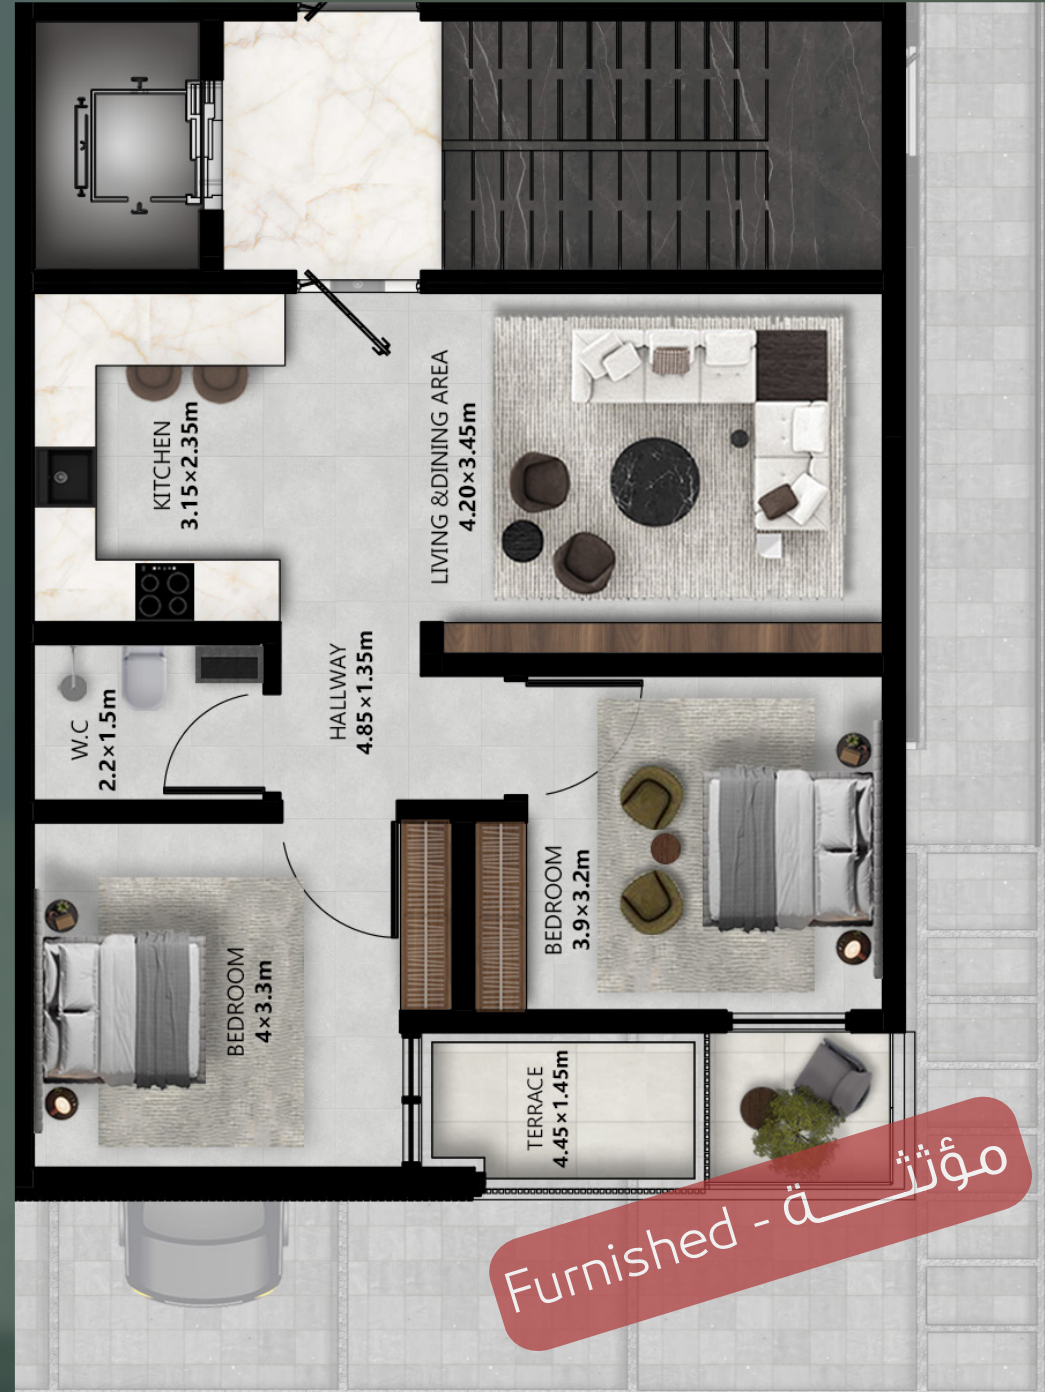 KITCHEN
3.15×2.35m
LIVING &DINING AREA
4.20×3.45m
HALLWAY
4.85×1.35m
W.C
2.2×1.5m
BEDROOM
3.9×3.2m
BEDROOM
4×3.3m
TERRACE
4.45×1.45m
Furnished - مؤثثـــــة